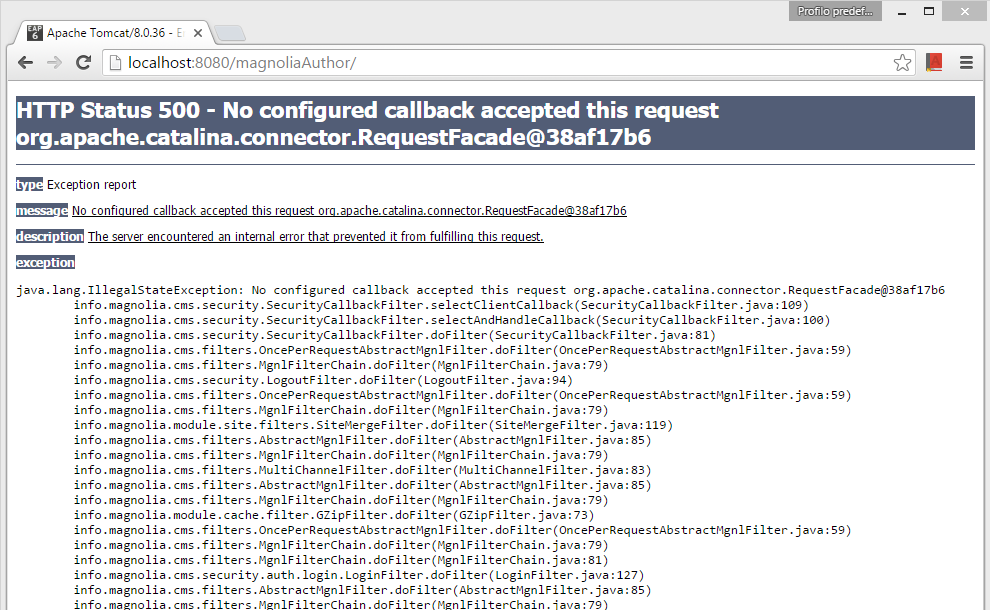 Profilo predef...
EAP 6
Apache Tomcat/8.0.36 - E
localhost:8080/magnoliaAuthor/
HTTP Status 500 - No configured callback accepted this request
org.apache.catalina.connector.RequestFacade@38af17b6
type Exception report
message No configured callback accepted this request org.apache.catalina.connector.RequestFacade@38af17b6
description The server encountered an internal error that prevented it from fulfilling this request.
exception
java.lang.IllegalStateException: No configured callback accepted this request org.apache.catalina.connector.RequestFacade@38af17b6
info.magnolia.cms.security.SecurityCallbackFilter.selectClientCallback(SecurityCallbackFilter.java:109)
info.magnolia.cms.security.SecurityCallbackFilter.selectAndHandleCallback(SecurityCallbackFilter.java:100)
info.magnolia.cms.security.SecurityCallbackFilter.doFilter(SecurityCallbackFilter.java:81)
info.magnolia.cms.filters.OncePerRequestAbstractMgnlFilter.doFilter(OncePerRequestAbstractMgnlFilter.java:59)
info.magnolia.cms.filters.MgnlFilterChain.doFilter(MgnlFilterChain.java:79)
info.magnolia.cms.security.LogoutFilter.doFilter(LogoutFilter.java:94)
info.magnolia.cms.filters.OncePerRequestAbstractMgnlFilter.doFilter(OncePerRequestAbstractMgnlFilter.java:59)
info.magnolia.cms.filters.MgnlFilterChain.doFilter(MgnlFilterChain.java:79)
info.magnolia.module.site.filters.SiteMergeFilter.doFilter(SiteMergeFilter.java:119)
info.magnolia.cms.filters.AbstractMgnlFilter.doFilter(AbstractMgnlFilter.java:85)
info.magnolia.cms.filters.MgnlFilterChain.doFilter(MgnlFilterChain.java:79)
info.magnolia.cms.filters.MultiChannelFilter.doFilter(MultiChannelFilter.java:83)
info.magnolia.cms.filters.AbstractMgnlFilter.doFilter(AbstractMgnlFilter.java:85)
info.magnolia.cms.filters.MgnlFilterChain.doFilter(MgnlFilterChain.java:79)
info.magnolia.module.cache.filter.GZipFilter.doFilter(GZipFilter.java:73)
info.magnolia.cms.filters.OncePerRequestAbstractMgnlFilter.doFilter(OncePerRequestAbstractMgnlFilter.java:59)
info.magnolia.cms.filters.MgnlFilterChain.doFilter(MgnlFilterChain.java:79)
info.magnolia.cms.filters.MgnlFilterChain.doFilter(MgnlFilterChain.java:81)
info.magnolia.cms.security.auth.login.LoginFilter.doFilter(LoginFilter.java:127)
info.magnolia.cms.filters.AbstractMgnlFilter.doFilter(AbstractMgnlFilter.java:85)
info.magnolia.cms.filters.MgnlFilterChain.doFilter(MgnlFilterChain.java:79)